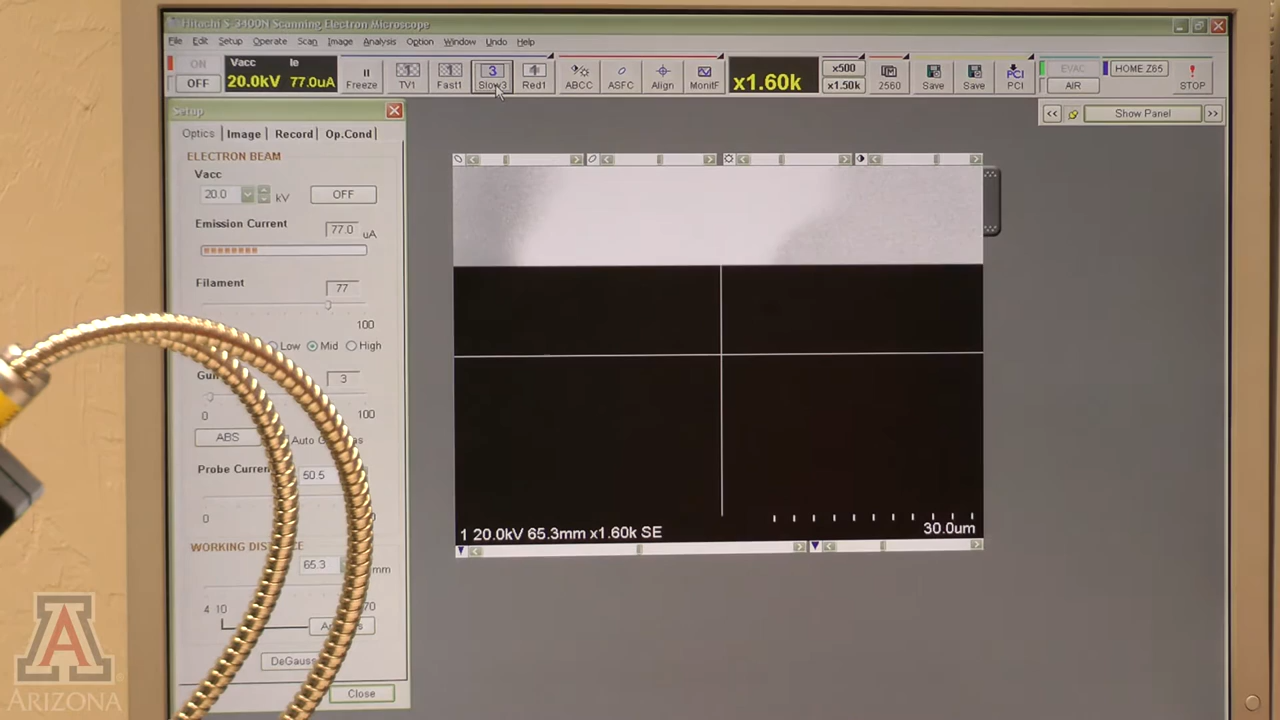 Hitachi S-3400N Scanning Electron Microscope
File Edit Setup Operate Scan Image Analysis Option Window Undo Help
ON
OFF
Vacc Ie
20.0kV 77.0uA
Freeze
TV1
Fast1
3
Slow3
Red1
ABCC
ASFC
Align
MonitF
x1.60k
x500
x1.50k
2560
Save
Save
PCI
PCI
EVAC
AIR
HOME Z65
STOP
<< Show Panel >>
Setup
Optics Image Record Op.Cond
ELECTRON BEAM
Vacc
20.0 kV OFF
Emission Current 77.0 uA
Filament 77
100
Low Mid High
3
0 100
ABS
Probe 50.5
0
WORKING
65.3 mm
4 10 70
DeGauss
Close
1 20.0kV 65.3mm x1.60k SE
30.0um
A
ARIZONA